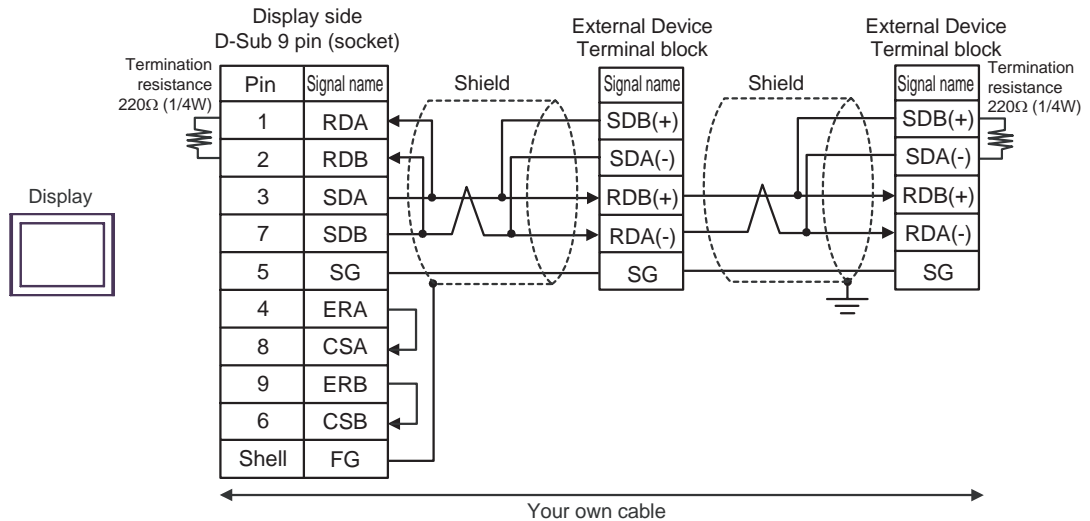 Display side
D-Sub 9 pin (socket)
External Device
Terminal block
External Device
Terminal block
Termination
resistance
220Ω (1/4W)
Termination
resistance
220Ω (1/4W)
Pin Signal name
Shield
Signal name
Shield
Signal name
1 RDA SDB(+) SDB(+)
2 RDB SDA(-) SDA(-)
3 SDA RDB(+) RDB(+)
Display
7 SDB RDA(-) RDA(-)
5 SG SG SG
4 ERA
8 CSA
9 ERB
6 CSB
Shell FG
Your own cable